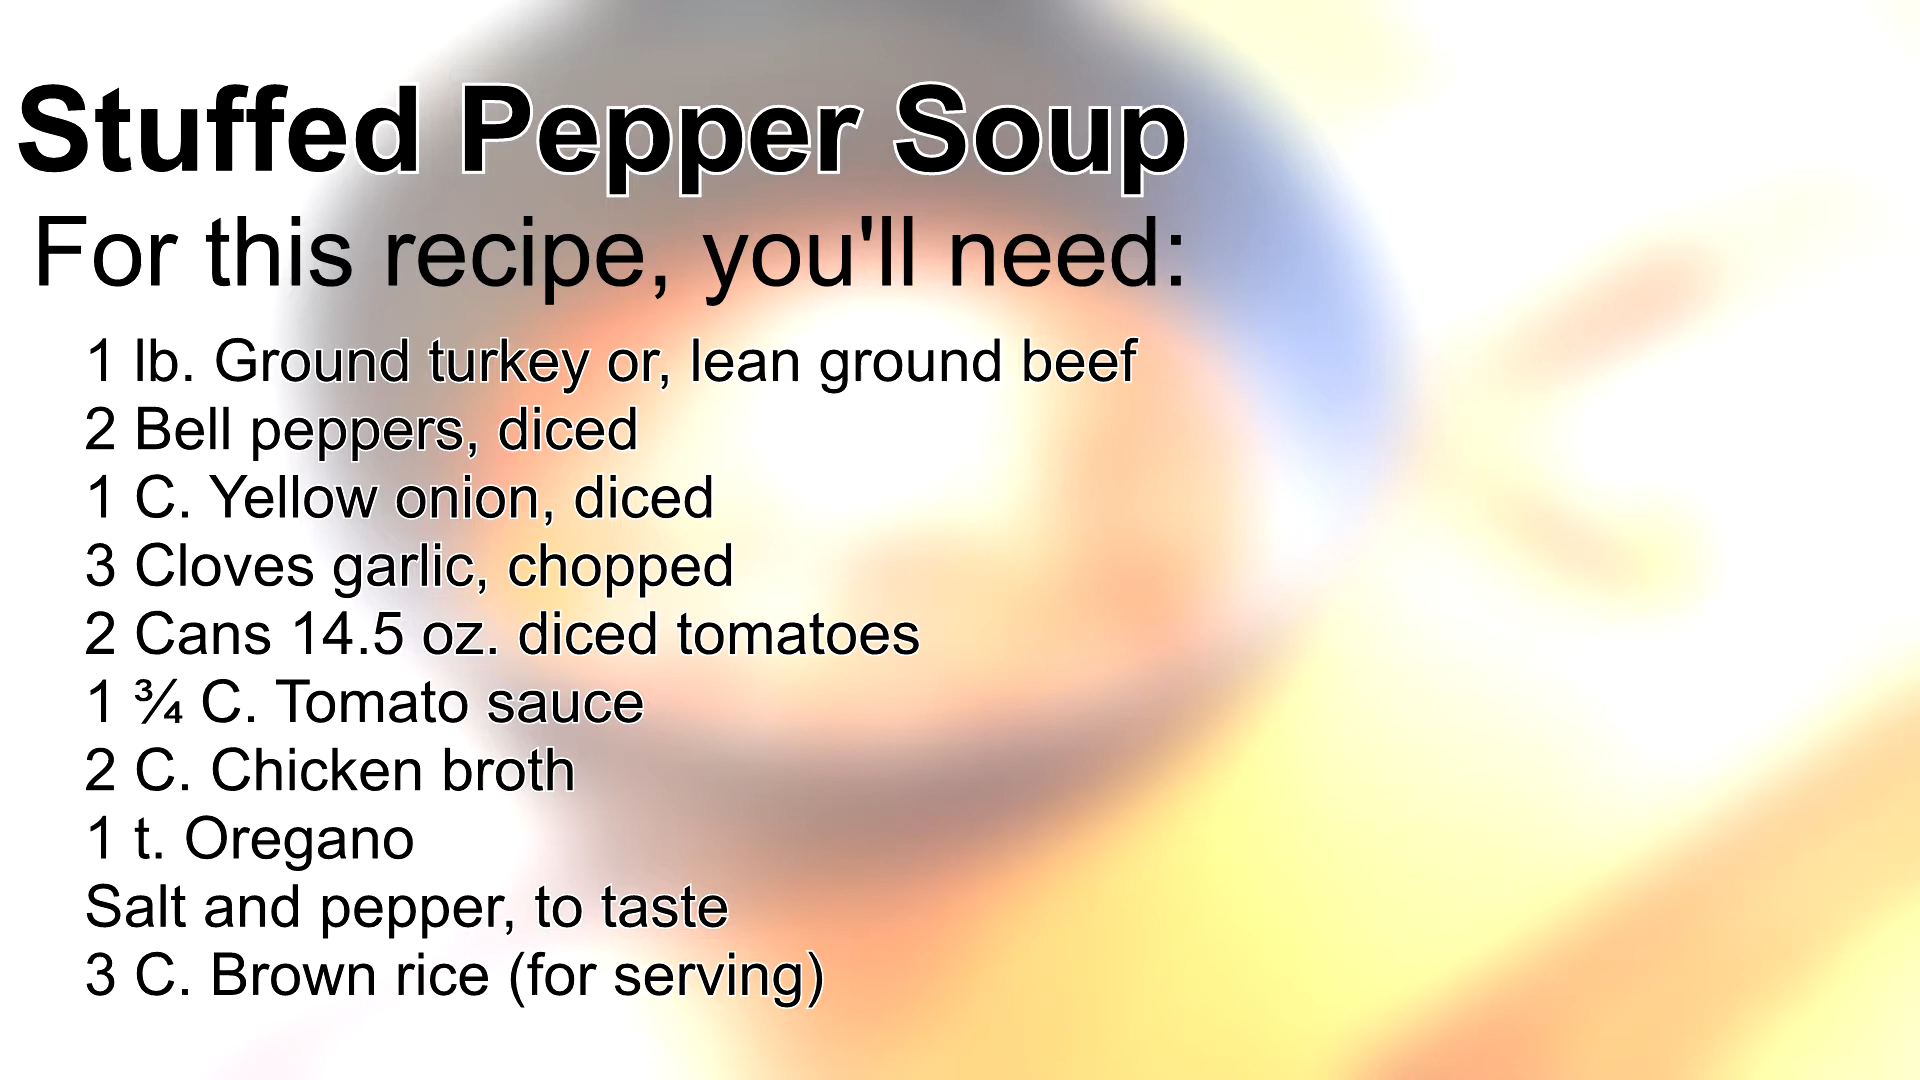 Stuffed Pepper Soup
For this recipe, you'll need:
1 lb. Ground turkey or, lean ground beef
2 Bell peppers, diced
1 C. Yellow onion, diced
3 Cloves garlic, chopped
2 Cans 14.5 oz. diced tomatoes
1 ¾ C. Tomato sauce
2 C. Chicken broth
1 t. Oregano
Salt and pepper, to taste
3 C. Brown rice (for serving)